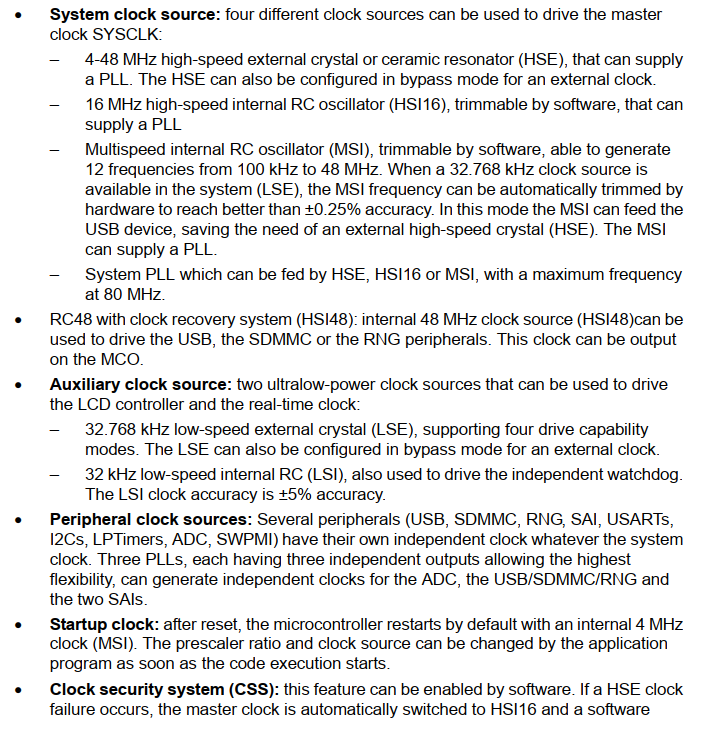 • System clock source: four different clock sources can be used to drive the master
clock SYSCLK:
– 4-48 MHz high-speed external crystal or ceramic resonator (HSE), that can supply
a PLL. The HSE can also be configured in bypass mode for an external clock.
– 16 MHz high-speed internal RC oscillator (HSI16), trimmable by software, that can
supply a PLL
– Multispeed internal RC oscillator (MSI), trimmable by software, able to generate
12 frequencies from 100 kHz to 48 MHz. When a 32.768 kHz clock source is
available in the system (LSE), the MSI frequency can be automatically trimmed by
hardware to reach better than ±0.25% accuracy. In this mode the MSI can feed the
USB device, saving the need of an external high-speed crystal (HSE). The MSI
can supply a PLL.
– System PLL which can be fed by HSE, HSI16 or MSI, with a maximum frequency
at 80 MHz.
• RC48 with clock recovery system (HSI48): internal 48 MHz clock source (HSI48)can be
used to drive the USB, the SDMMC or the RNG peripherals. This clock can be output
on the MCO.
• Auxiliary clock source: two ultralow-power clock sources that can be used to drive
the LCD controller and the real-time clock:
– 32.768 kHz low-speed external crystal (LSE), supporting four drive capability
modes. The LSE can also be configured in bypass mode for an external clock.
– 32 kHz low-speed internal RC (LSI), also used to drive the independent watchdog.
The LSI clock accuracy is ±5% accuracy.
• Peripheral clock sources: Several peripherals (USB, SDMMC, RNG, SAI, USARTs,
I2Cs, LPTimers, ADC, SWPMI) have their own independent clock whatever the system
clock. Three PLLs, each having three independent outputs allowing the highest
flexibility, can generate independent clocks for the ADC, the USB/SDMMC/RNG and
the two SAIs.
• Startup clock: after reset, the microcontroller restarts by default with an internal 4 MHz
clock (MSI). The prescaler ratio and clock source can be changed by the application
program as soon as the code execution starts.
• Clock security system (CSS): this feature can be enabled by software. If a HSE clock
failure occurs, the master clock is automatically switched to HSI16 and a software